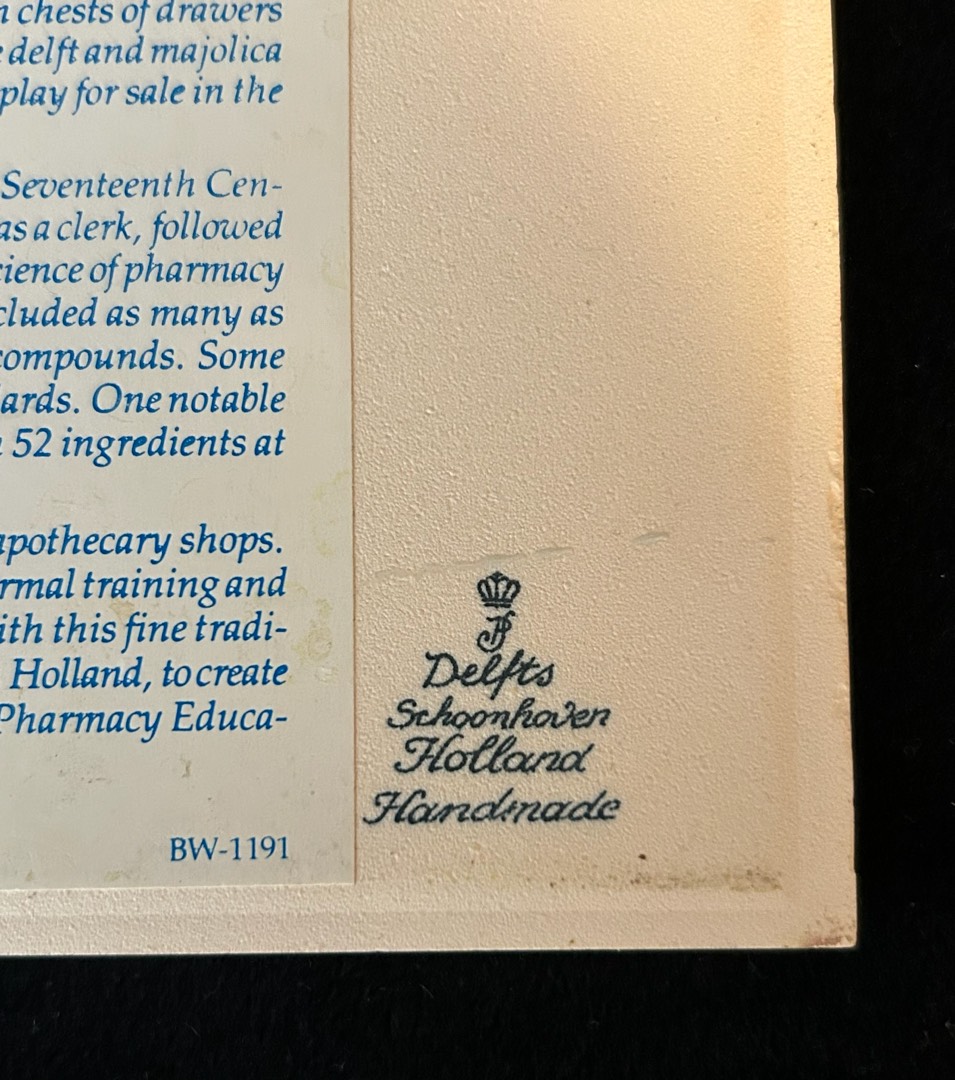 chests of drawers
delft and majolica
play for sale in the
Seventeenth Cen-
as a clerk, followed
cience of pharmacy
cluded as many as
compounds. Some
ards. One notable
52 ingredients at
apothecary shops.
rmal training and
ith this fine tradi-
Holland, to create
Pharmacy Educa-
BW-1191
Delfts
Schoonhoven
Holland
Handmade